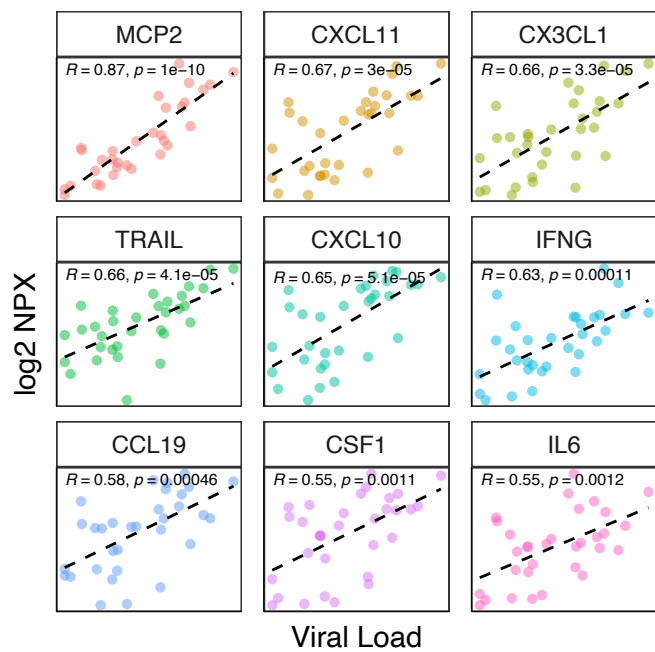 MCP2 CXCL11 CX3CL1
R = 0.87, p = 1e−10 R = 0.67, p = 3e−05 R = 0.66, p = 3.3e−05
TRAIL CXCL10 IFNG
R = 0.66, p = 4.1e−05 R = 0.65, p = 5.1e−05 R = 0.63, p = 0.00011
log2 NPX
CCL19 CSF1 IL6
R = 0.58, p = 0.00046 R = 0.55, p = 0.0011 R = 0.55, p = 0.0012
Viral Load